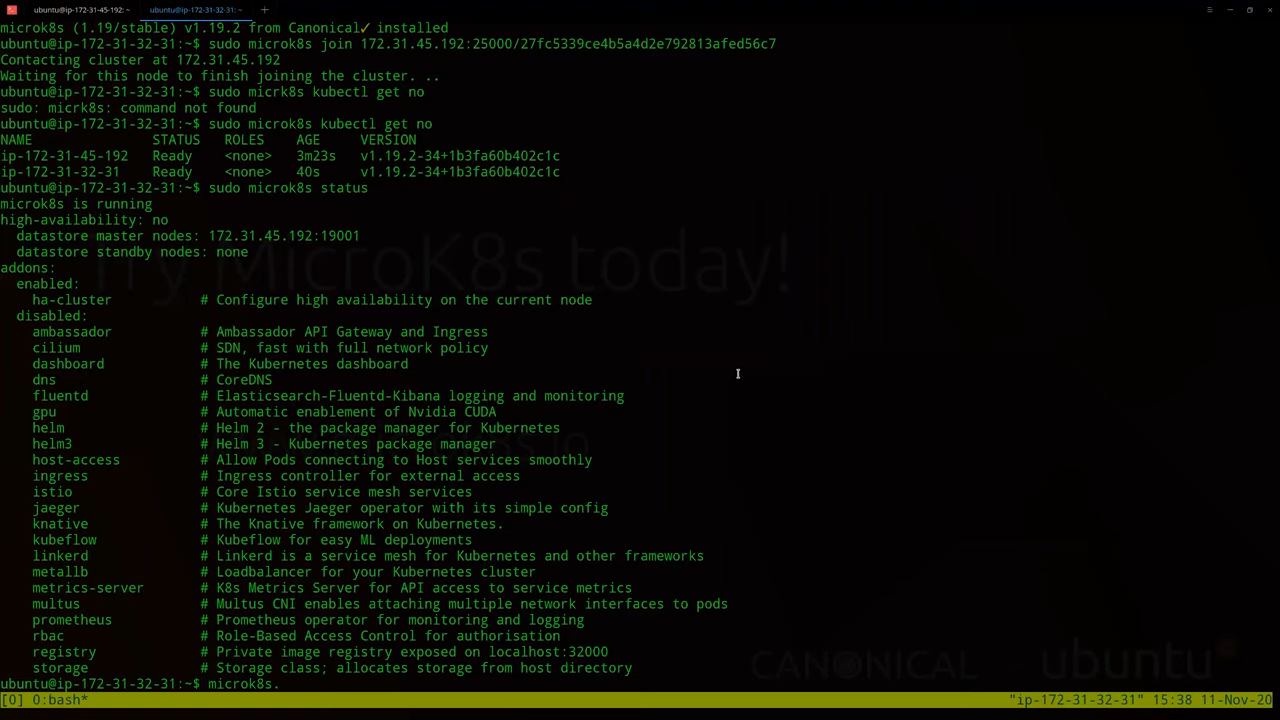 ubuntu@ip-172-31-45-192: ~
ubuntu@ip-172-31-32-31: ~
microk8s (1.19/stable) v1.19.2 from Canonical✓ installed
ubuntu@ip-172-31-32-31:~$ sudo microk8s join 172.31.45.192:25000/27fc5339ce4b5a4d2e792813afed56c7
Contacting cluster at 172.31.45.192
Waiting for this node to finish joining the cluster. ..
ubuntu@ip-172-31-32-31:~$ sudo micrk8s kubectl get no
sudo: micrk8s: command not found
ubuntu@ip-172-31-32-31:~$ sudo microk8s kubectl get no
NAME STATUS ROLES AGE VERSION
ip-172-31-45-192 Ready <none> 3m23s v1.19.2-34+1b3fa60b402c1c
ip-172-31-32-31 Ready <none> 40s v1.19.2-34+1b3fa60b402c1c
ubuntu@ip-172-31-32-31:~$ sudo microk8s status
microk8s is running
high-availability: no
datastore master nodes: 172.31.45.192:19001
datastore standby nodes: none
addons:
enabled:
ha-cluster # Configure high availability on the current node
disabled:
ambassador # Ambassador API Gateway and Ingress
cilium # SDN, fast with full network policy
dashboard # The Kubernetes dashboard
dns # CoreDNS
fluentd # Elasticsearch-Fluentd-Kibana logging and monitoring
gpu # Automatic enablement of Nvidia CUDA
helm # Helm 2 - the package manager for Kubernetes
helm3 # Helm 3 - Kubernetes package manager
host-access # Allow Pods connecting to Host services smoothly
ingress # Ingress controller for external access
istio # Core Istio service mesh services
jaeger # Kubernetes Jaeger operator with its simple config
knative # The Knative framework on Kubernetes.
kubeflow # Kubeflow for easy ML deployments
linkerd # Linkerd is a service mesh for Kubernetes and other frameworks
metallb # Loadbalancer for your Kubernetes cluster
metrics-server # K8s Metrics Server for API access to service metrics
multus # Multus CNI enables attaching multiple network interfaces to pods
prometheus # Prometheus operator for monitoring and logging
rbac # Role-Based Access Control for authorisation
registry # Private image registry exposed on localhost:32000
storage # Storage class; allocates storage from host directory
ubuntu@ip-172-31-32-31:~$ microk8s.
[0] 0:bash* "ip-172-31-32-31" 15:38 11-Nov-20
Try MicroK8s today!
CANONICAL ubuntu